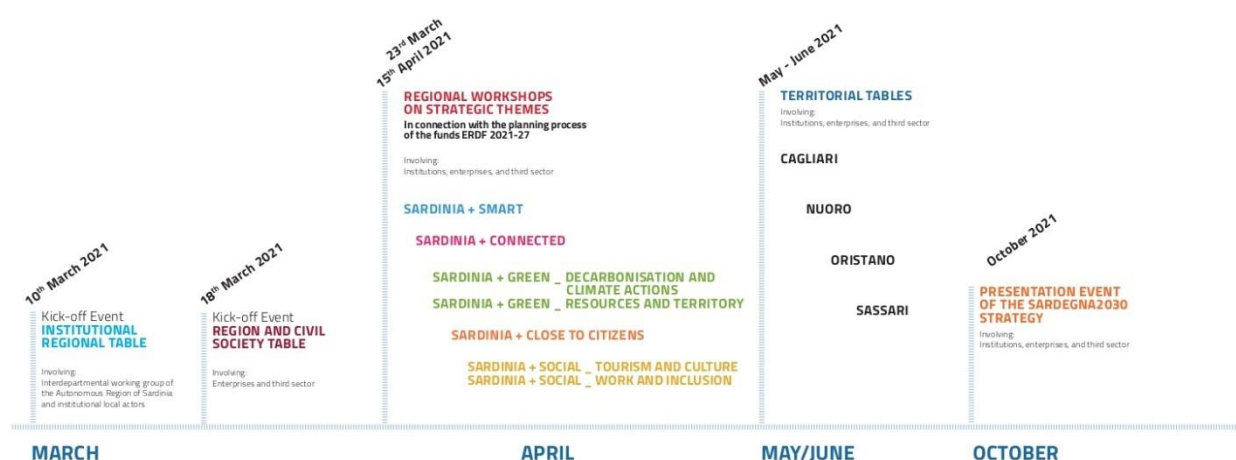 10th March 2021
Kick-off Event
INSTITUTIONAL
REGIONAL TABLE
Involving:
Interdepartmental working group of
the Autonomous Region of Sardinia
and institutional local actors
18th March 2021
Kick-off Event
REGION AND CIVIL
SOCIETY TABLE
Involving:
Enterprises and third sector
23rd March
15th April 2021
REGIONAL WORKSHOPS
ON STRATEGIC THEMES
In connection with the planning process
of the funds ERDF 2021-27
Involving:
Institutions, enterprises, and third sector
SARDINIA + SMART
SARDINIA + CONNECTED
SARDINIA + GREEN _ DECARBONISATION AND
CLIMATE ACTIONS
SARDINIA + GREEN _ RESOURCES AND TERRITORY
SARDINIA + CLOSE TO CITIZENS
SARDINIA + SOCIAL _ TOURISM AND CULTURE
SARDINIA + SOCIAL _ WORK AND INCLUSION
May - June 2021
TERRITORIAL TABLES
Involving:
Institutions, enterprises, and third sector
CAGLIARI
NUORO
ORISTANO
SASSARI
October 2021
PRESENTATION EVENT
OF THE SARDEGNA2030
STRATEGY
Involving:
Institutions, enterprises, and third sector
MARCH
APRIL
MAY/JUNE
OCTOBER